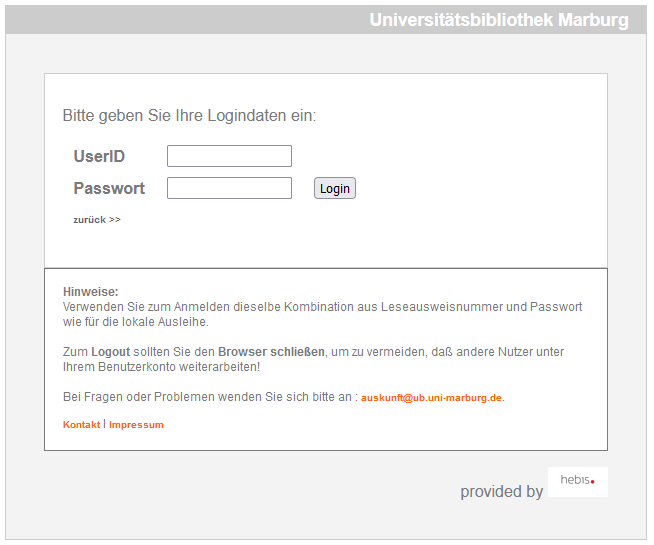 Universitätsbibliothek Marburg
Bitte geben Sie Ihre Logindaten ein:
UserID
Passwort Login
zurück >>
Hinweise:
Verwenden Sie zum Anmelden dieselbe Kombination aus Leseausweisnummer und Passwort
wie für die lokale Ausleihe.
Zum Logout sollten Sie den Browser schließen, um zu vermeiden, daß andere Nutzer unter
Ihrem Benutzerkonto weiterarbeiten!
Bei Fragen oder Problemen wenden Sie sich bitte an : auskunft@ub.uni-marburg.de.
Kontakt | Impressum
provided by hebis